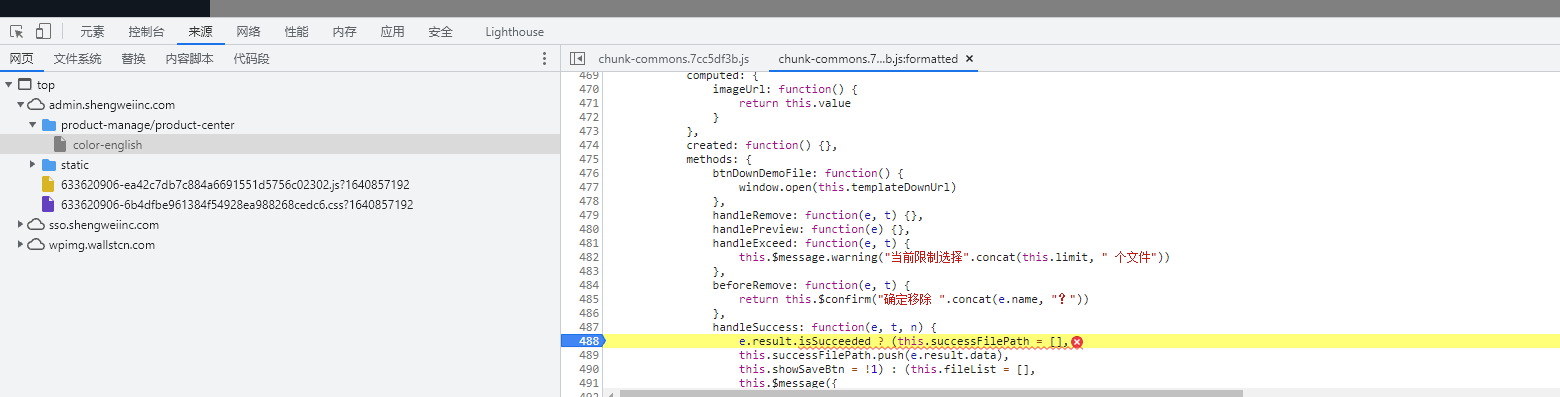 元素 控制台 来源 网络 性能 内存 应用 安全 Lighthouse
网页 文件系统 替换 内容脚本 代码段
top
admin.shengweiinc.com
product-manage/product-center
color-english
static
633620906-ea42c7db7c884a6691551d5756c02302.js?1640857192
633620906-6b4dfbe961384f54928ea988268cedc6.css?1640857192
sso.shengweiinc.com
wpimg.wallstcn.com
chunk-commons.7cc5df3b.js chunk-commons.7...b.js:formatted ×
469 computed: {
470 imageUrl: function() {
471 return this.value
472 }
473 },
474 created: function() {},
475 methods: {
476 btnDownDemoFile: function() {
477 window.open(this.templateDownUrl)
478 },
479 handleRemove: function(e, t) {},
480 handlePreview: function(e) {},
481 handleExceed: function(e, t) {
482 this.$message.warning("当前限制选择".concat(this.limit, " 个文件"))
483 },
484 beforeRemove: function(e, t) {
485 return this.$confirm("确定移除 ".concat(e.name, "?"))
486 },
487 handleSuccess: function(e, t, n) {
488 e.result.isSucceeded ? (this.successFilePath = [],
489 this.successFilePath.push(e.result.data),
490 this.showSaveBtn = !1) : (this.fileList = [],
491 this.$message({
492